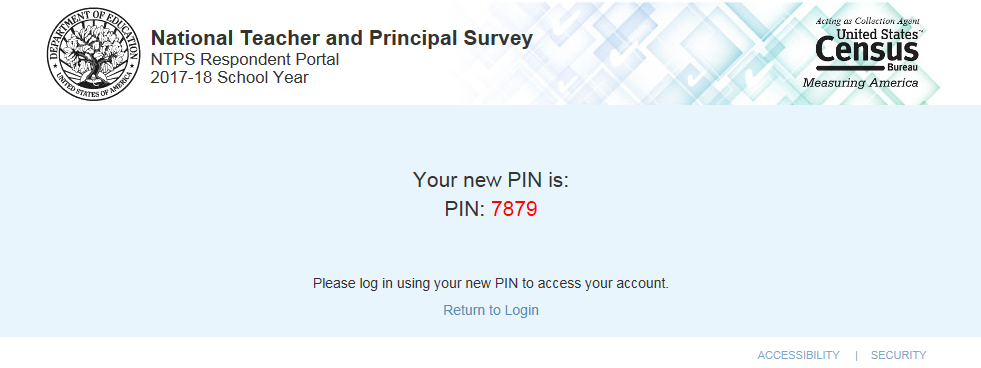 DEPARTMENT OF EDUCATION
UNITED STATES OF AMERICA
National Teacher and Principal Survey
NTPS Respondent Portal
2017-18 School Year
Acting as Collection Agent
United States™
Census
Bureau
Measuring America
Your new PIN is:
PIN: 7879
Please log in using your new PIN to access your account.
Return to Login
ACCESSIBILITY | SECURITY